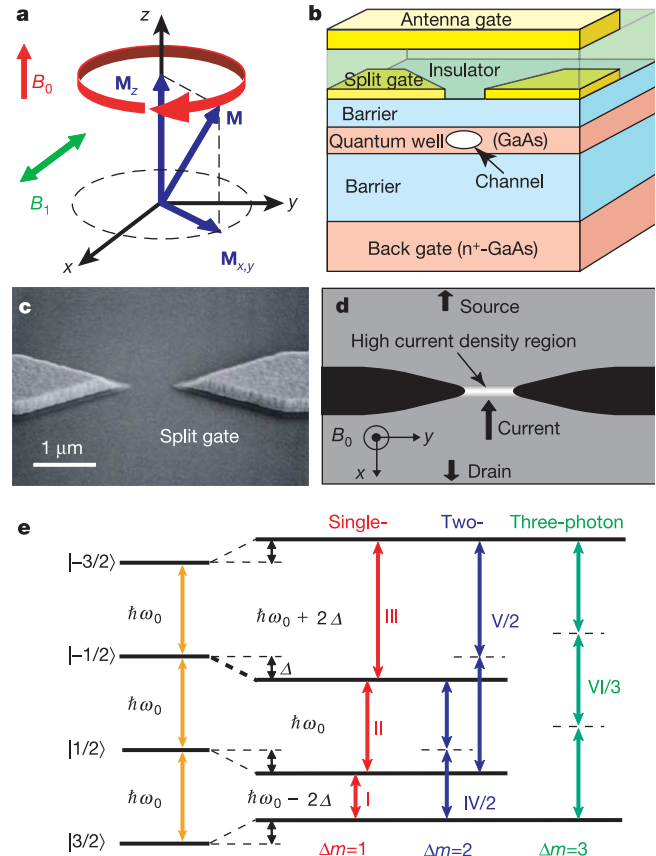 a
z
B0
Mz
M
B1
y
x
Mx,y
b
Antenna gate
Insulator
Split gate
Barrier
Quantum well
(GaAs)
Channel
Barrier
Back gate (n+-GaAs)
c
Split gate
1 μm
d
Source
High current density region
B0
y
x
Current
Drain
e
Single-
Two-
Three-photon
|−3/2⟩
ℏω0
ℏω0 + 2Δ
III
V/2
|−1/2⟩
Δ
VI/3
ℏω0
ℏω0
II
|1/2⟩
ℏω0
ℏω0 − 2Δ
I
IV/2
|3/2⟩
Δm=1
Δm=2
Δm=3